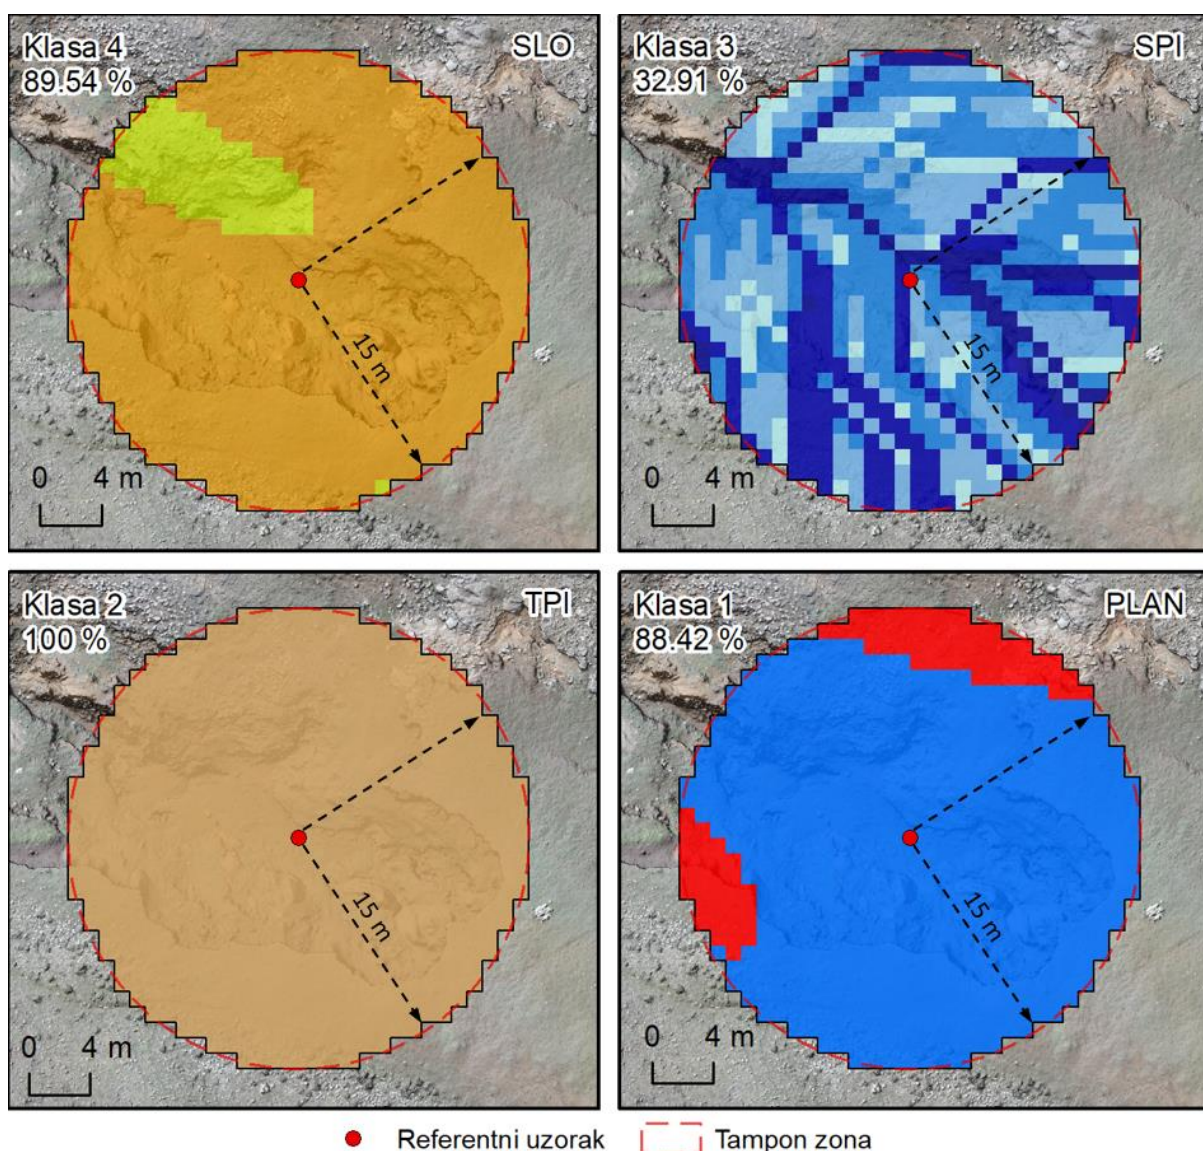 Klasa 4
89.54 %
SLO
15 m
0 4 m
Klasa 3
32.91 %
SPI
15 m
0 4 m
Klasa 2
100 %
TPI
15 m
0 4 m
Klasa 1
88.42 %
PLAN
15 m
0 4 m
Referentni uzorak
Tampon zona